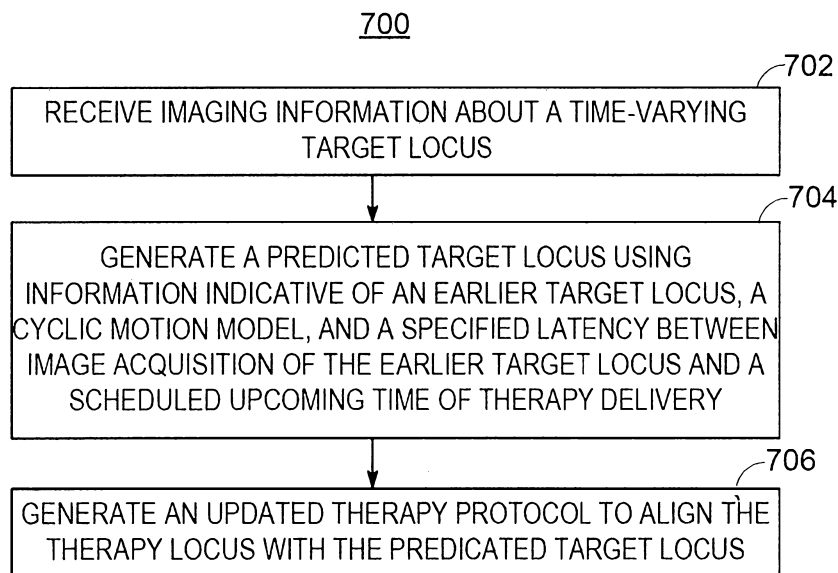 700
702
RECEIVE IMAGING INFORMATION ABOUT A TIME-VARYING
TARGET LOCUS
704
GENERATE A PREDICTED TARGET LOCUS USING
INFORMATION INDICATIVE OF AN EARLIER TARGET LOCUS, A
CYCLIC MOTION MODEL, AND A SPECIFIED LATENCY BETWEEN
IMAGE ACQUISITION OF THE EARLIER TARGET LOCUS AND A
SCHEDULED UPCOMING TIME OF THERAPY DELIVERY
706
GENERATE AN UPDATED THERAPY PROTOCOL TO ALIGN THE
THERAPY LOCUS WITH THE PREDICATED TARGET LOCUS